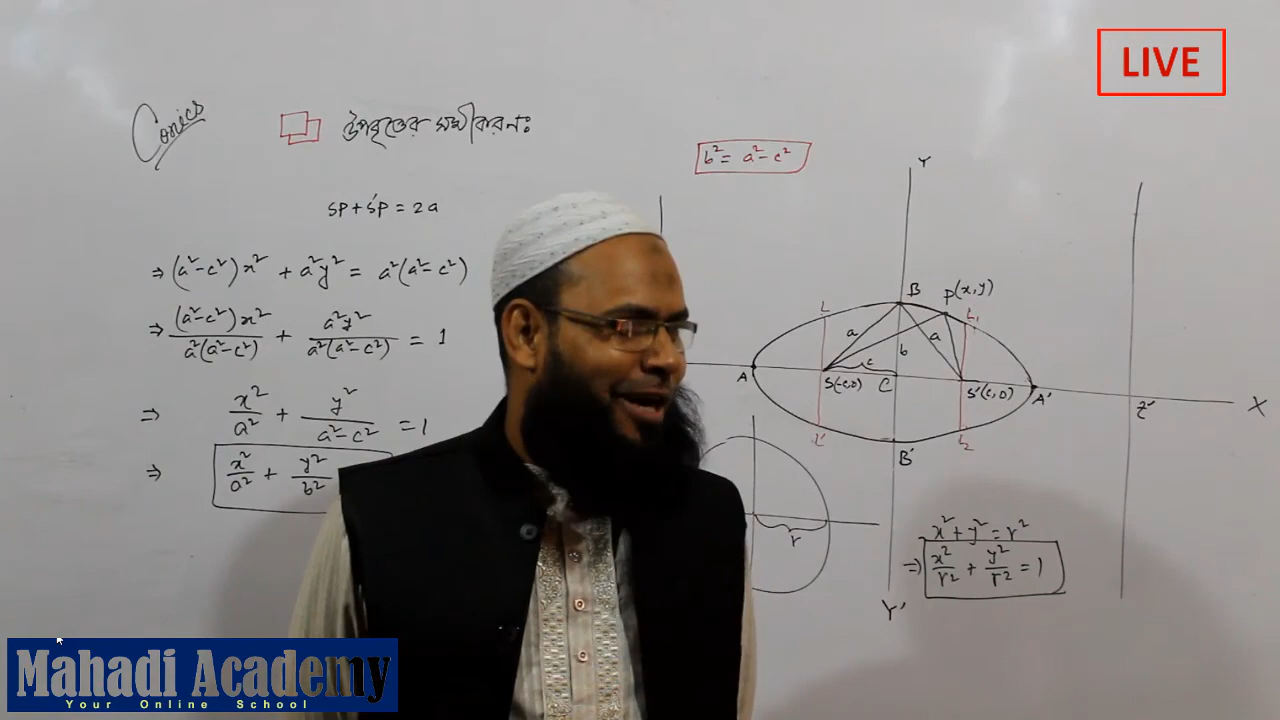 LIVE
Conics
উপবৃত্তের সমীকরণঃ
SP + S'P = 2a
⇒ (a²-c²)x² + a²y² = a²(a²-c²)
⇒ (a²-c²)x²/a²(a²-c²) + a²y²/a²(a²-c²) = 1
⇒ x²/a² + y²/a²-c² = 1
⇒ x²/a² + y²/b²
b² = a²-c²
Y
B
P(x,y)
L
L₁
a
a
b
c
A
S(-c,0)
C
S'(c,0)
A'
Z'
X
L'
B'
r
x² + y² = r²
⇒ x²/r² + y²/r² = 1
Y'
Mahadi Academy
Your Online School